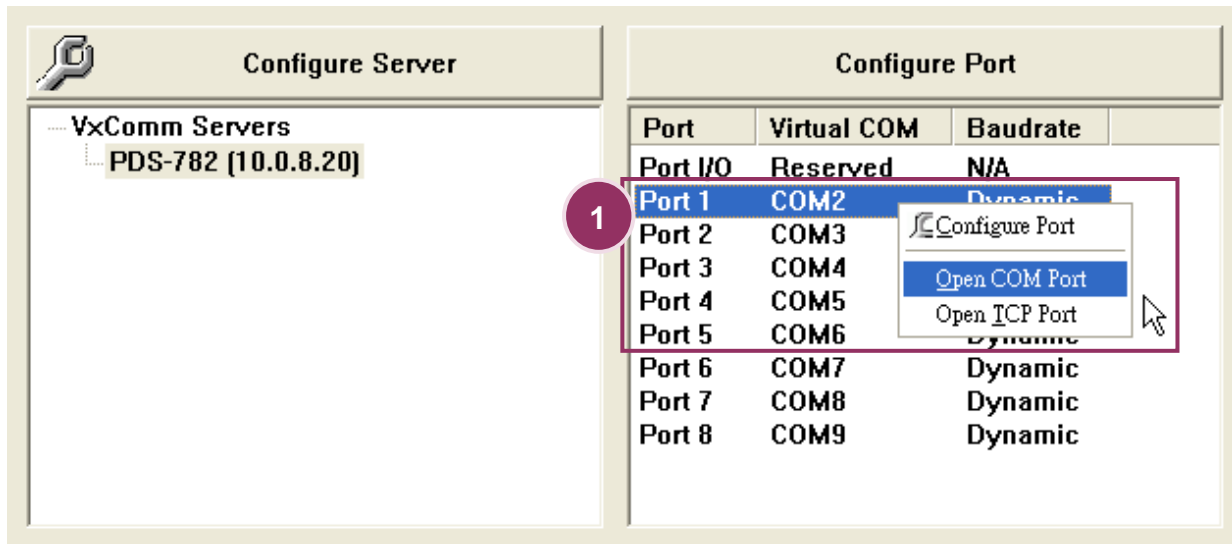 Configure Server
Configure Port
VxComm Servers
PDS-782 (10.0.8.20)
Port Virtual COM Baudrate
Port I/O Reserved N/A
Port 1 COM2 Dynamic
Port 2 COM3
Port 3 COM4
Port 4 COM5
Port 5 COM6 Dynamic
Port 6 COM7 Dynamic
Port 7 COM8 Dynamic
Port 8 COM9 Dynamic
1
Configure Port
Open COM Port
Open TCP Port